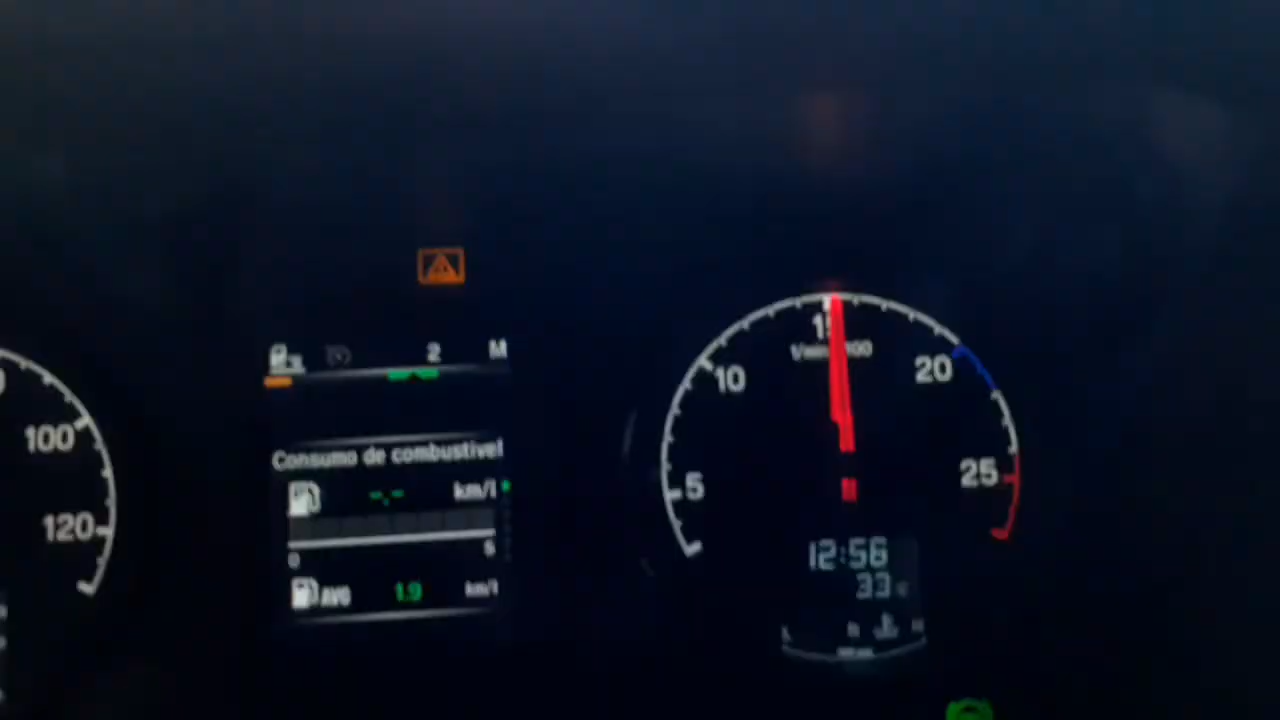 100
120
2 M
Consumo de combustível
-.- km/l
0 5
AVG 1.9 km/l
5
10
20
25
12:56
33